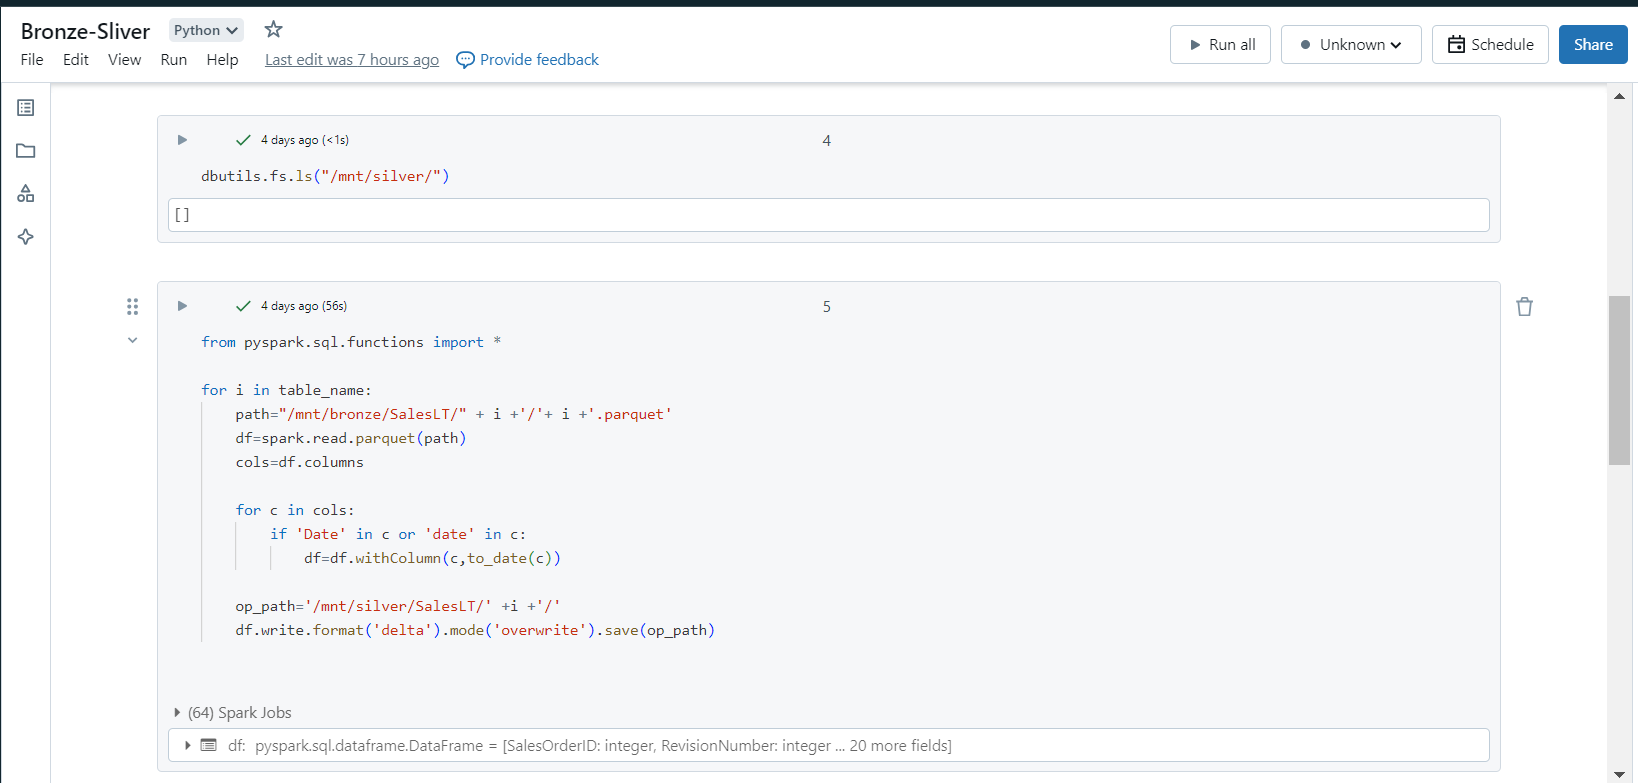 Bronze-Sliver Python
File Edit View Run Help Last edit was 7 hours ago Provide feedback
Run all Unknown Schedule Share
4 days ago (<1s) 4
dbutils.fs.ls("/mnt/silver/")
[]
4 days ago (56s) 5
from pyspark.sql.functions import *
for i in table_name:
path="/mnt/bronze/SalesLT/" + i +'/'+ i +'.parquet'
df=spark.read.parquet(path)
cols=df.columns
for c in cols:
if 'Date' in c or 'date' in c:
df=df.withColumn(c,to_date(c))
op_path='/mnt/silver/SalesLT/' +i +'/'
df.write.format('delta').mode('overwrite').save(op_path)
(64) Spark Jobs
df: pyspark.sql.dataframe.DataFrame = [SalesOrderID: integer, RevisionNumber: integer ... 20 more fields]